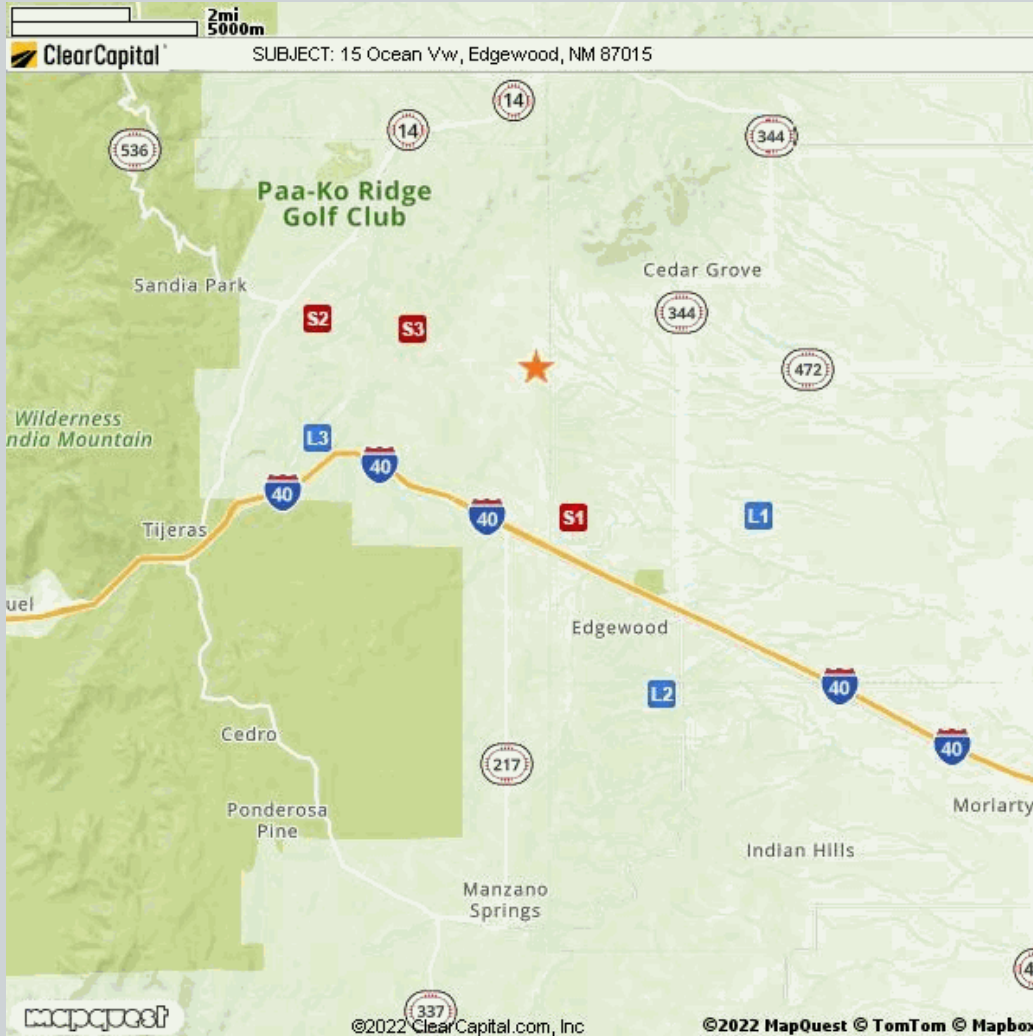 2mi
5000m
ClearCapital
SUBJECT: 15 Ocean Vw, Edgewood, NM 87015
14
14
536
344
Paa-Ko Ridge
Golf Club
Cedar Grove
Sandia Park
344
S2
S3
472
Wilderness
ndia Mountain
L3
40
40
40
S1
L1
Tijeras
uel
Edgewood
40
L2
Cedro
40
217
Moriarty
Ponderosa
Pine
Indian Hills
Manzano
Springs
4
337
mapquest
©2022 ClearCapital.com, Inc
©2022 MapQuest © TomTom © Mapbox